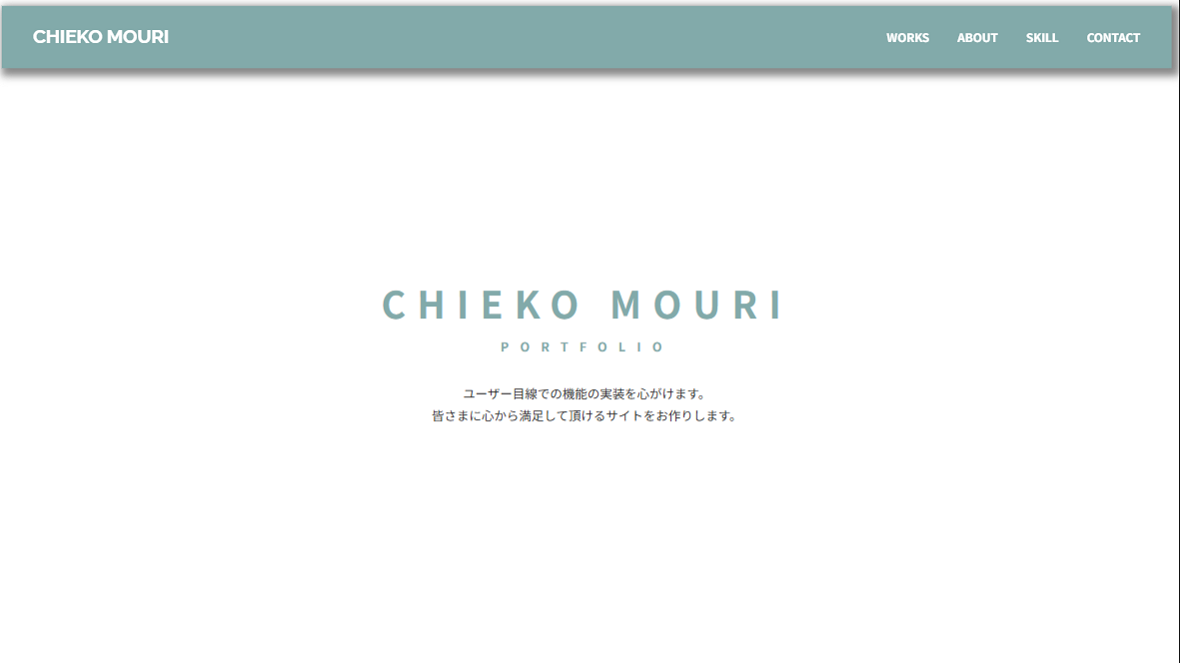 CHIEKO MOURI
WORKS ABOUT SKILL CONTACT
CHIEKO MOURI
PORTFOLIO
ユーザー目線での機能の実装を心がけます。
皆さまに心から満足して頂けるサイトをお作りします。